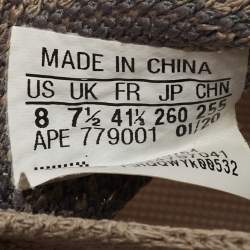 MADE IN CHINA
US UK FR JP CHN
8 7½ 41⅓ 260 255
APE 779001 01/20